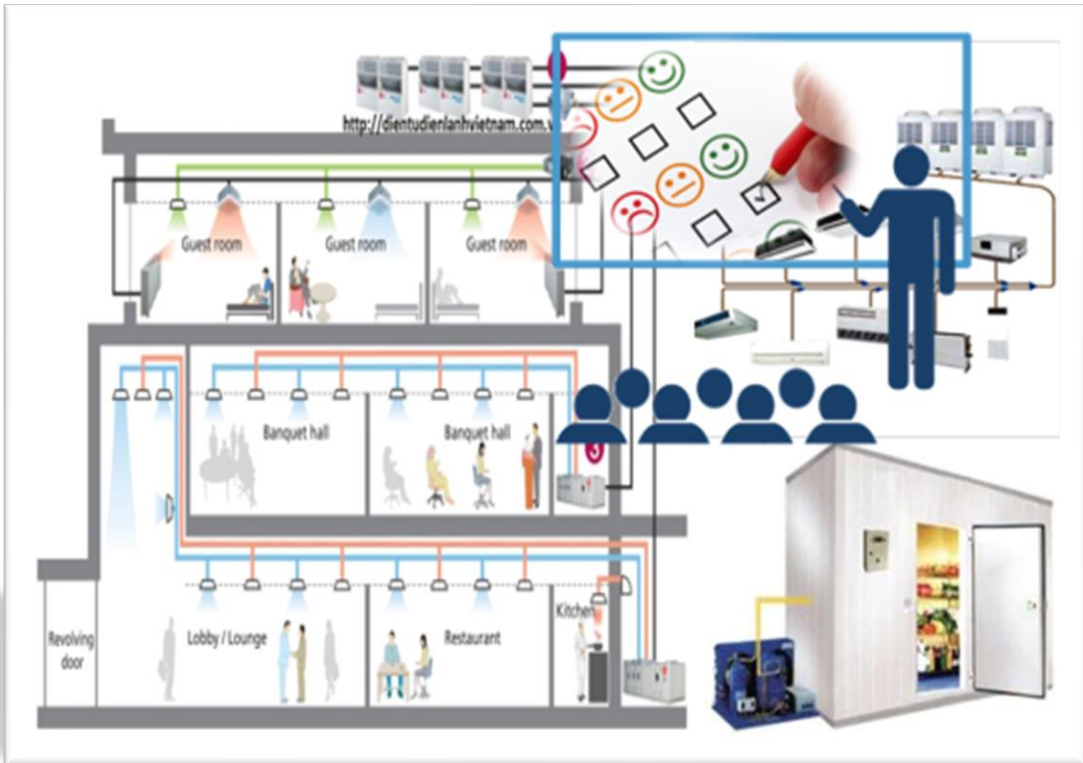 http://dientudienlanhvietnam.com.v
Guest room
Guest room
Guest room
Banquet hall
Banquet hall
Revolving
door
Lobby / Lounge
Restaurant
Kitchen